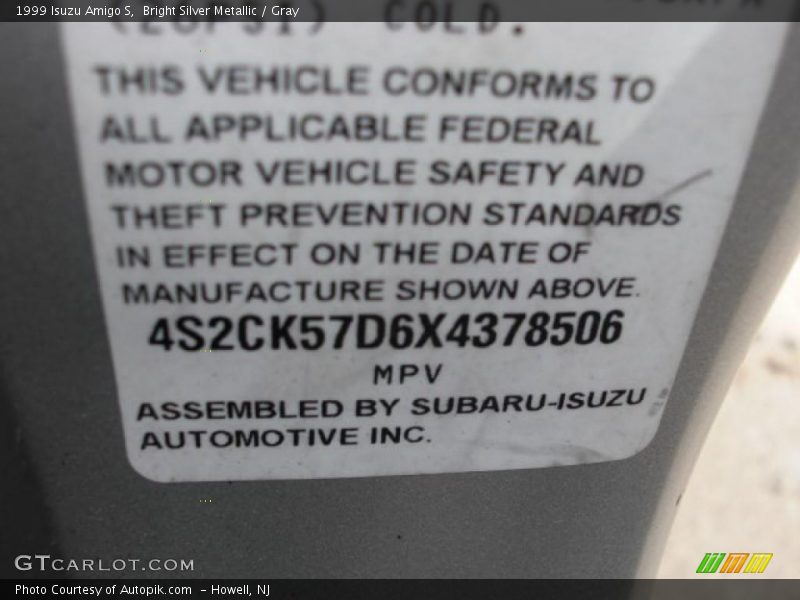 1999 Isuzu Amigo S,  Bright Silver Metallic / Gray
COLD.
THIS VEHICLE CONFORMS TO
ALL APPLICABLE FEDERAL
MOTOR VEHICLE SAFETY AND
THEFT PREVENTION STANDARDS
IN EFFECT ON THE DATE OF
MANUFACTURE SHOWN ABOVE.
4S2CK57D6X4378506
MPV
ASSEMBLED BY SUBARU-ISUZU
AUTOMOTIVE INC.
GTCARLOT.COM
Photo Courtesy of Autopik.com  – Howell, NJ